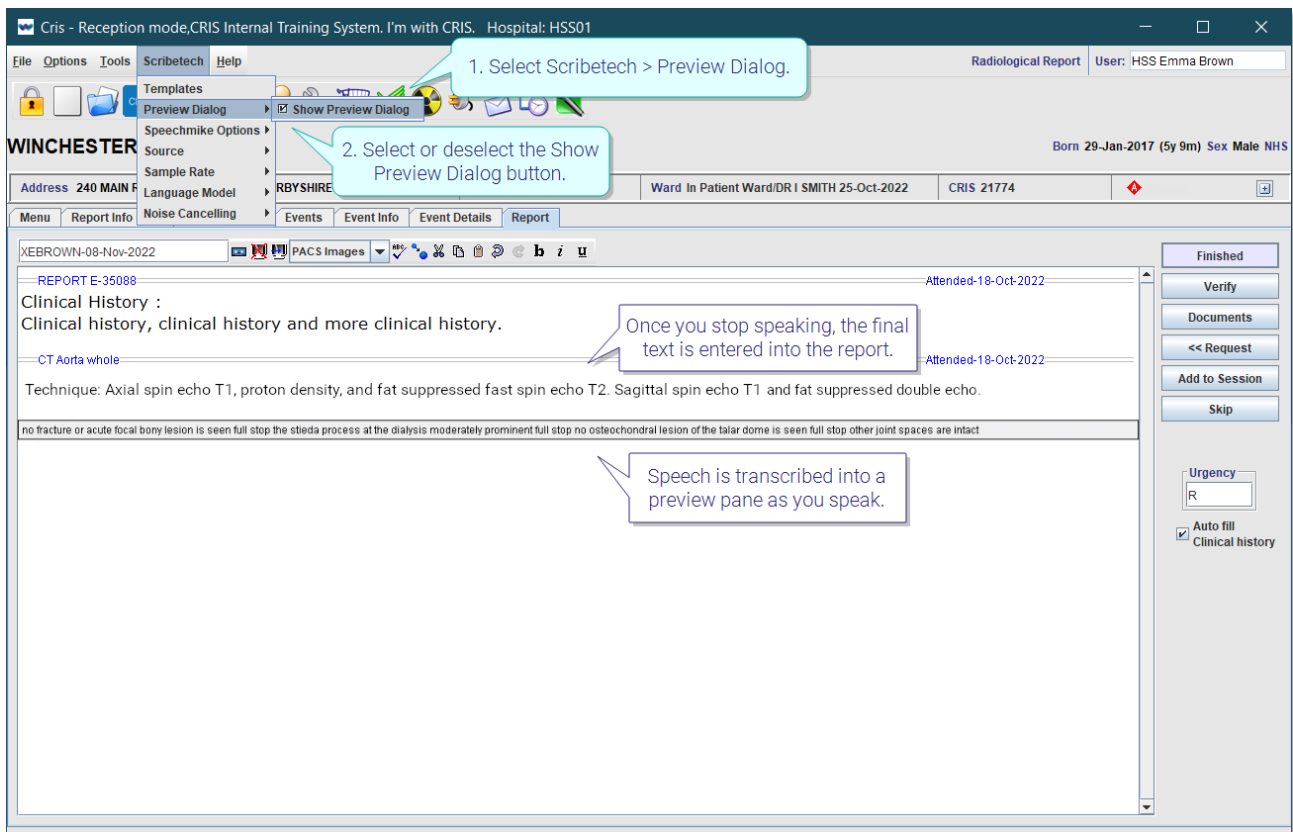 Cris - Reception mode,CRIS Internal Training System. I'm with CRIS. Hospital: HSS01
File Options Tools Scribetech Help
Radiological Report User: HSS Emma Brown
1. Select Scribetech > Preview Dialog.
Templates
Preview Dialog
Show Preview Dialog
Speechmike Options
Source
Sample Rate
Language Model
Noise Cancelling
2. Select or deselect the Show
Preview Dialog button.
WINCHESTER
Born 29-Jan-2017 (5y 9m) Sex Male NHS
Address 240 MAIN R
RBYSHIRE
Ward In Patient Ward/DR I SMITH 25-Oct-2022
CRIS 21774
Menu Report Info Events Event Info Event Details Report
XEBROWN-08-Nov-2022 PACS Images ABC b i u
REPORT E-35088 Attended-18-Oct-2022
Clinical History :
Clinical history, clinical history and more clinical history.
Once you stop speaking, the final
text is entered into the report.
CT Aorta whole Attended-18-Oct-2022
Technique: Axial spin echo T1, proton density, and fat suppressed fast spin echo T2. Sagittal spin echo T1 and fat suppressed double echo.
no fracture or acute focal bony lesion is seen full stop the stieda process at the dialysis moderately prominent full stop no osteochondral lesion of the talar dome is seen full stop other joint spaces are intact
Speech is transcribed into a
preview pane as you speak.
Finished
Verify
Documents
<< Request
Add to Session
Skip
Urgency
R
Auto fill
Clinical history